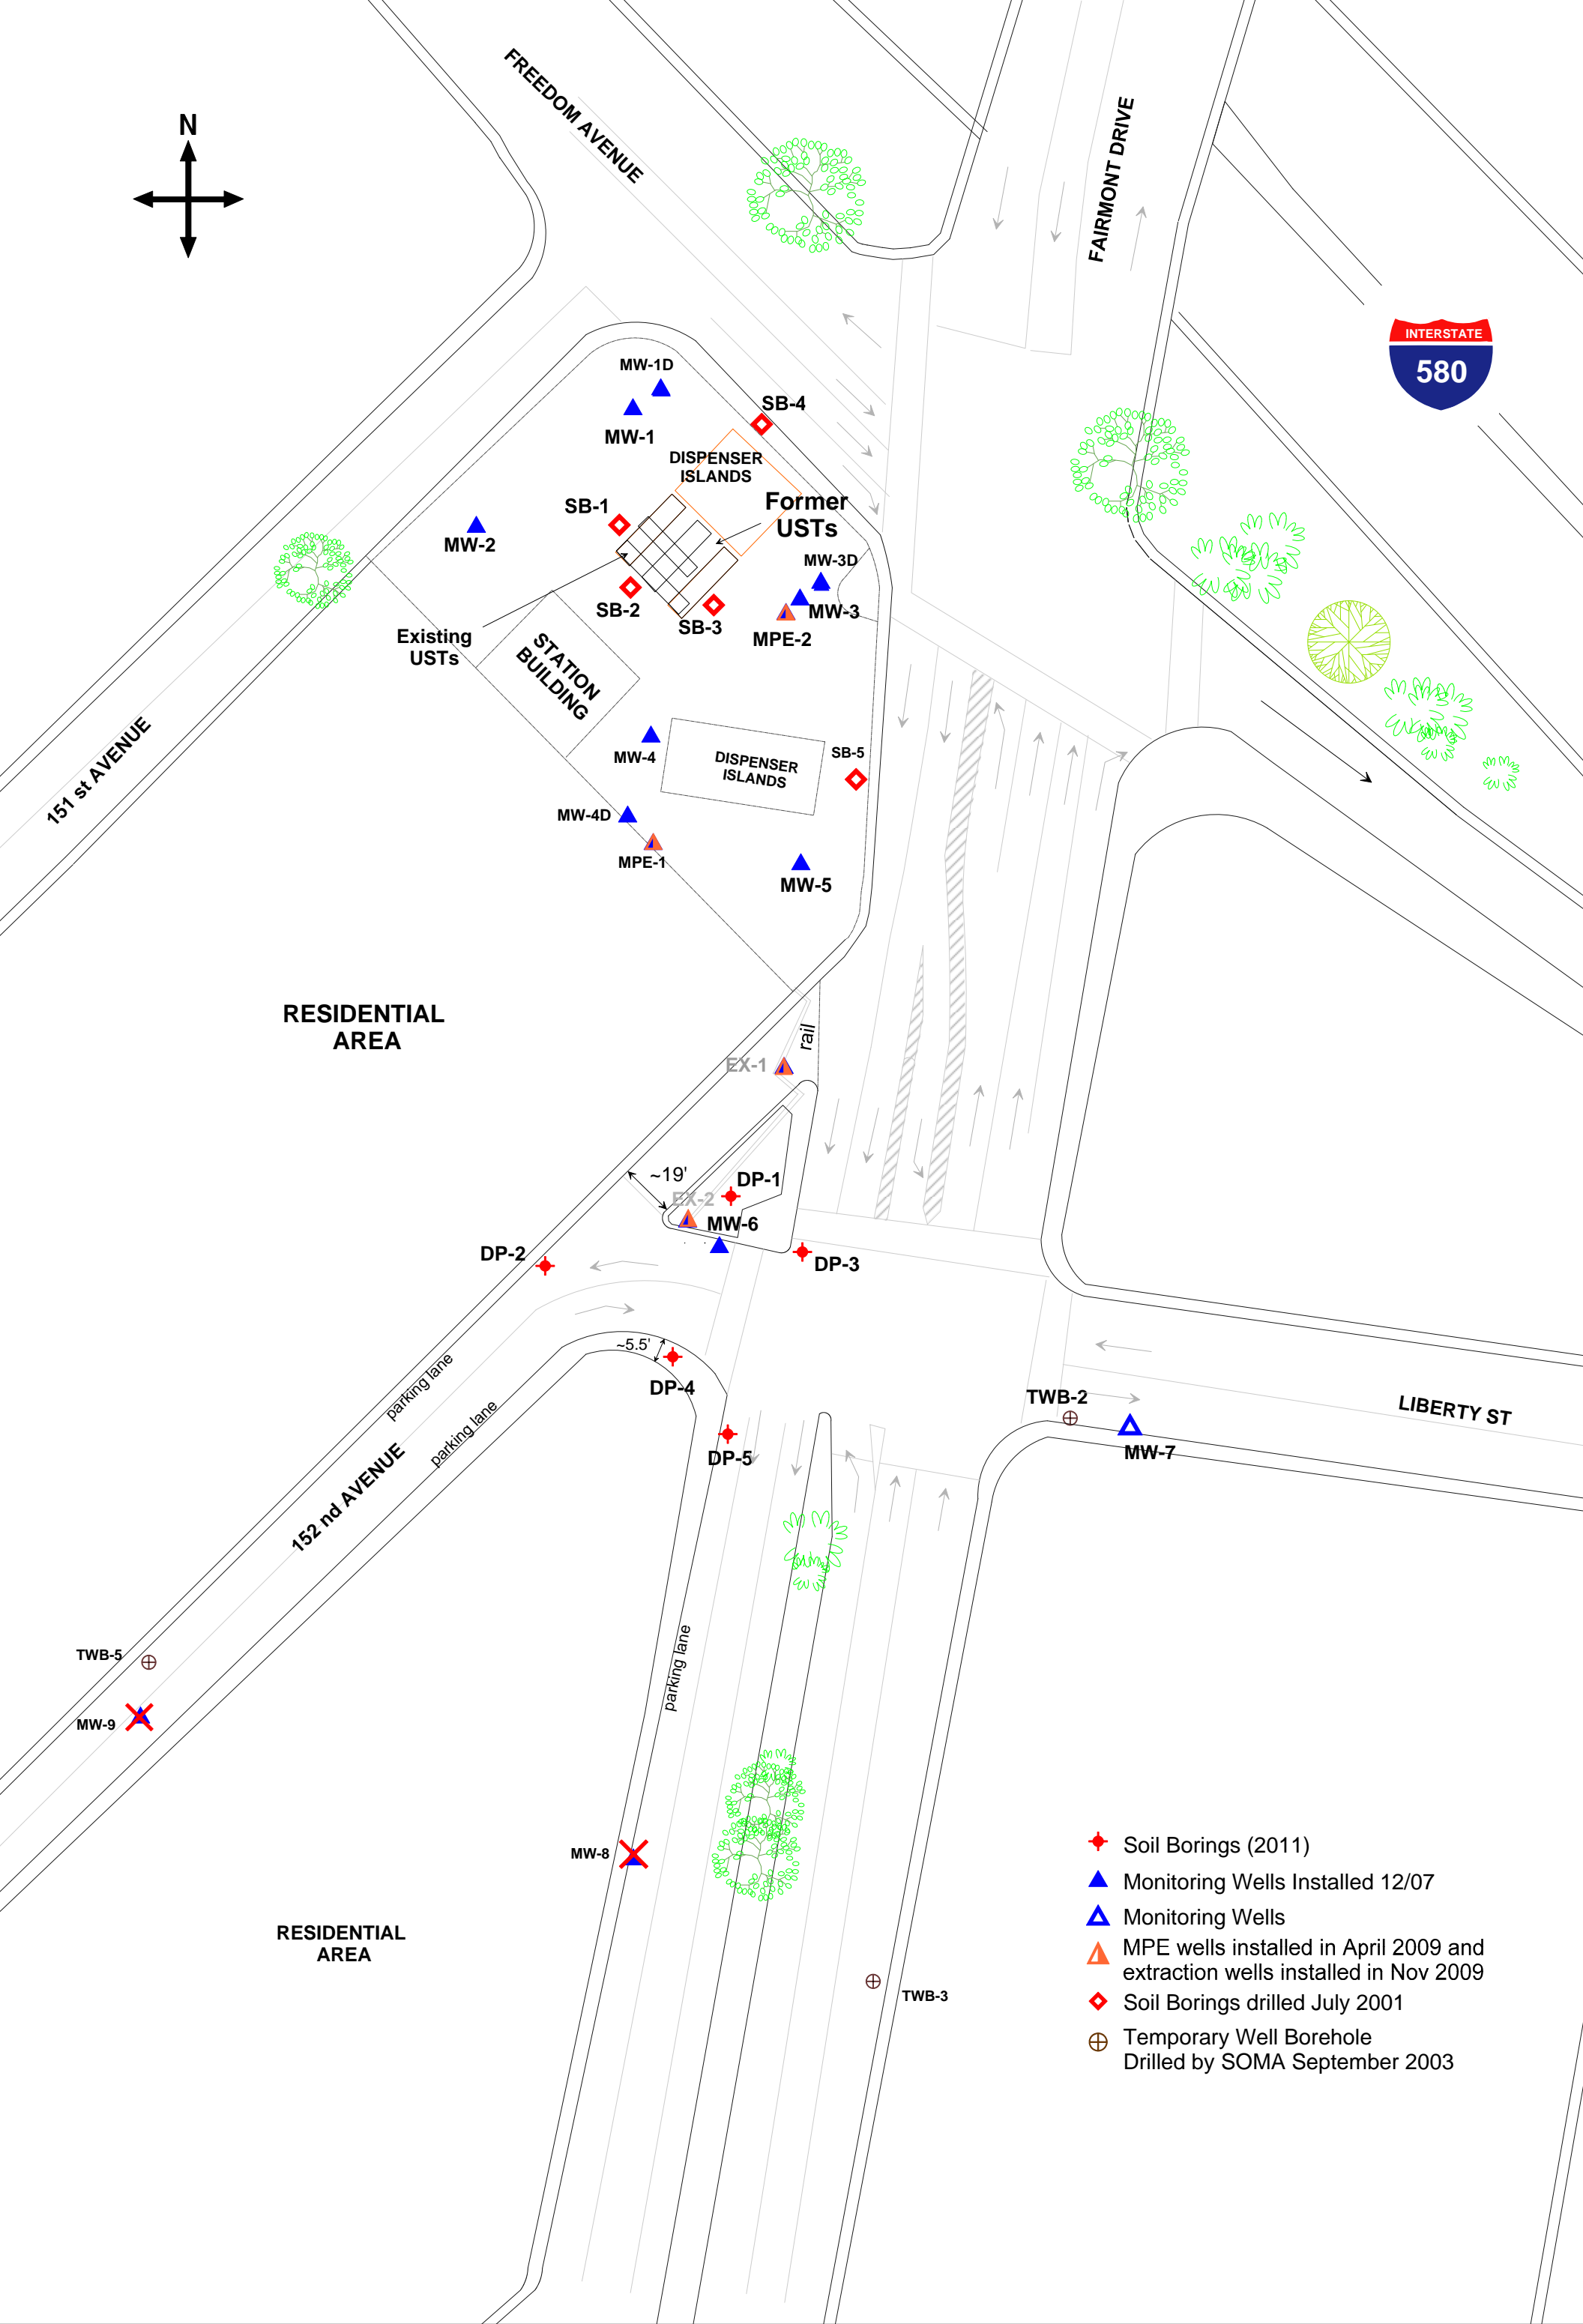 FREEDOM AVENUE
FAIRMONT DRIVE
N
INTERSTATE
580
MW-1D
SB-4
MW-1
DISPENSER
ISLANDS
Former
USTs
SB-1
MW-2
MW-3D
MW-3
SB-2
SB-3
MPE-2
Existing
USTs
STATION
BUILDING
151 st AVENUE
MW-4
DISPENSER
ISLANDS
SB-5
MW-4D
MPE-1
MW-5
RESIDENTIAL
AREA
rail
EX-1
~19'
DP-1
EX-2
MW-6
DP-2
DP-3
~5.5'
DP-4
parking lane
parking lane
152 nd AVENUE
DP-5
TWB-2
MW-7
LIBERTY ST
TWB-5
MW-9
parking lane
MW-8
RESIDENTIAL
AREA
TWB-3
Soil Borings (2011)
Monitoring Wells Installed 12/07
Monitoring Wells
MPE wells installed in April 2009 and
extraction wells installed in Nov 2009
Soil Borings drilled July 2001
Temporary Well Borehole
Drilled by SOMA September 2003